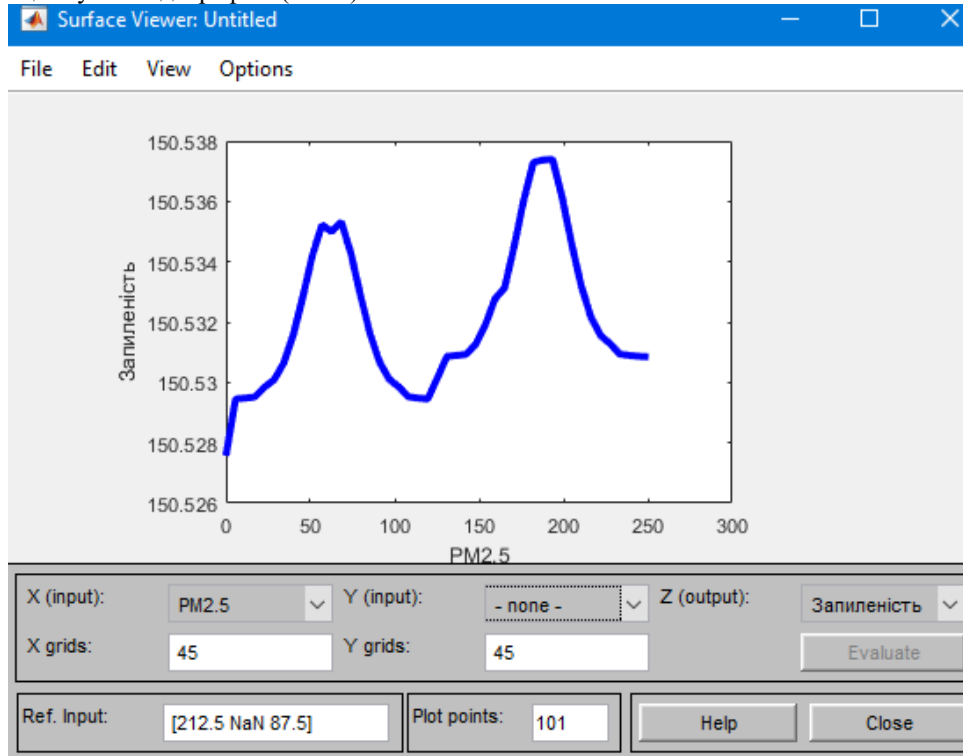 Surface Viewer: Untitled
File Edit View Options
150.538
150.536
150.534
150.532
150.53
150.528
150.526
Запиленість
0 50 100 150 200 250 300
PM2.5
X (input): PM2.5 Y (input): - none - Z (output): Запиленість
X grids: 45 Y grids: 45 Evaluate
Ref. Input: [212.5 NaN 87.5] Plot points: 101 Help Close